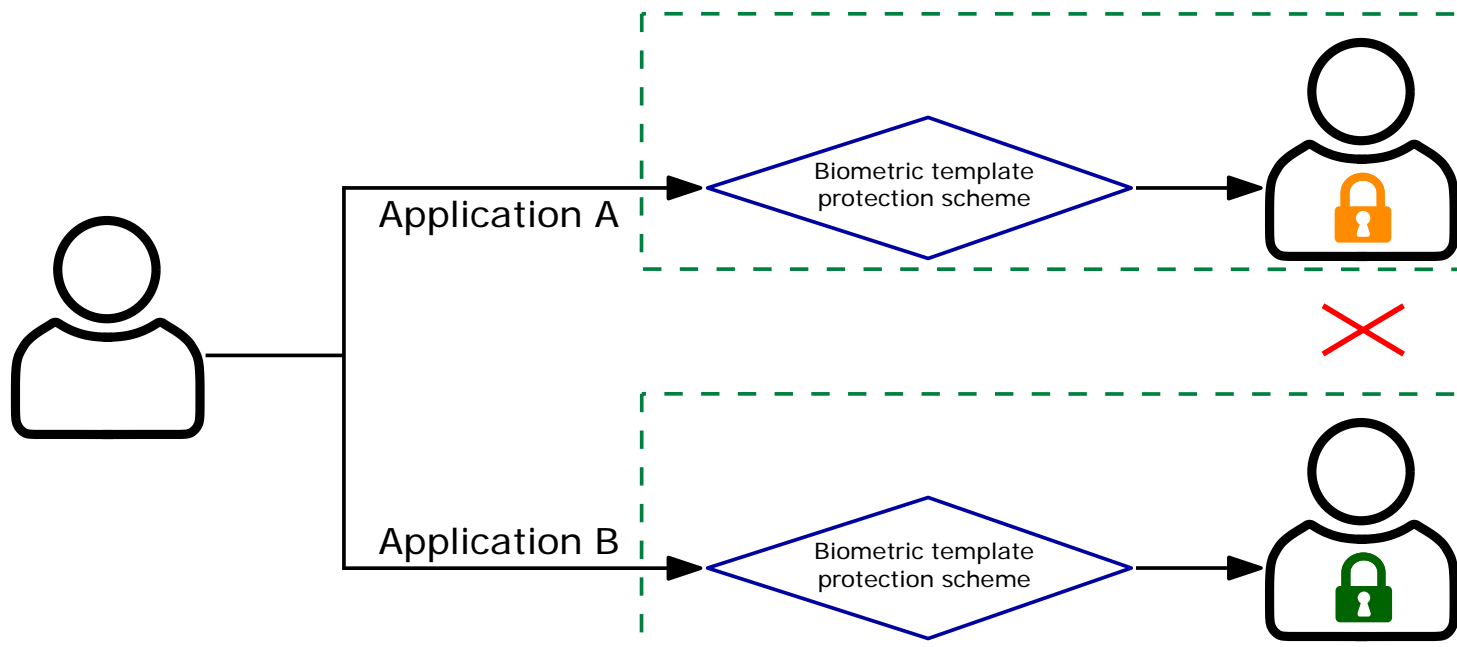 Biometric template
protection scheme
Application A
Application B
Biometric template
protection scheme